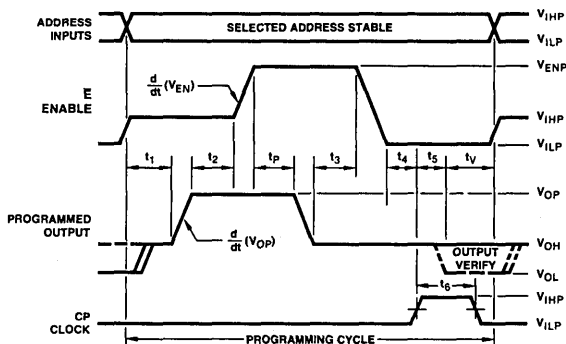 ADDRESS INPUTS
SELECTED ADDRESS STABLE
VIHP
VILP
E̅ ENABLE
d/dt (VEN)
VENP
VIHP
VILP
t1
t2
tP
t3
t4
t5
tV
PROGRAMMED OUTPUT
d/dt (VOP)
VOP
VOH
OUTPUT VERIFY
VOL
t6
CP CLOCK
VIHP
VILP
PROGRAMMING CYCLE